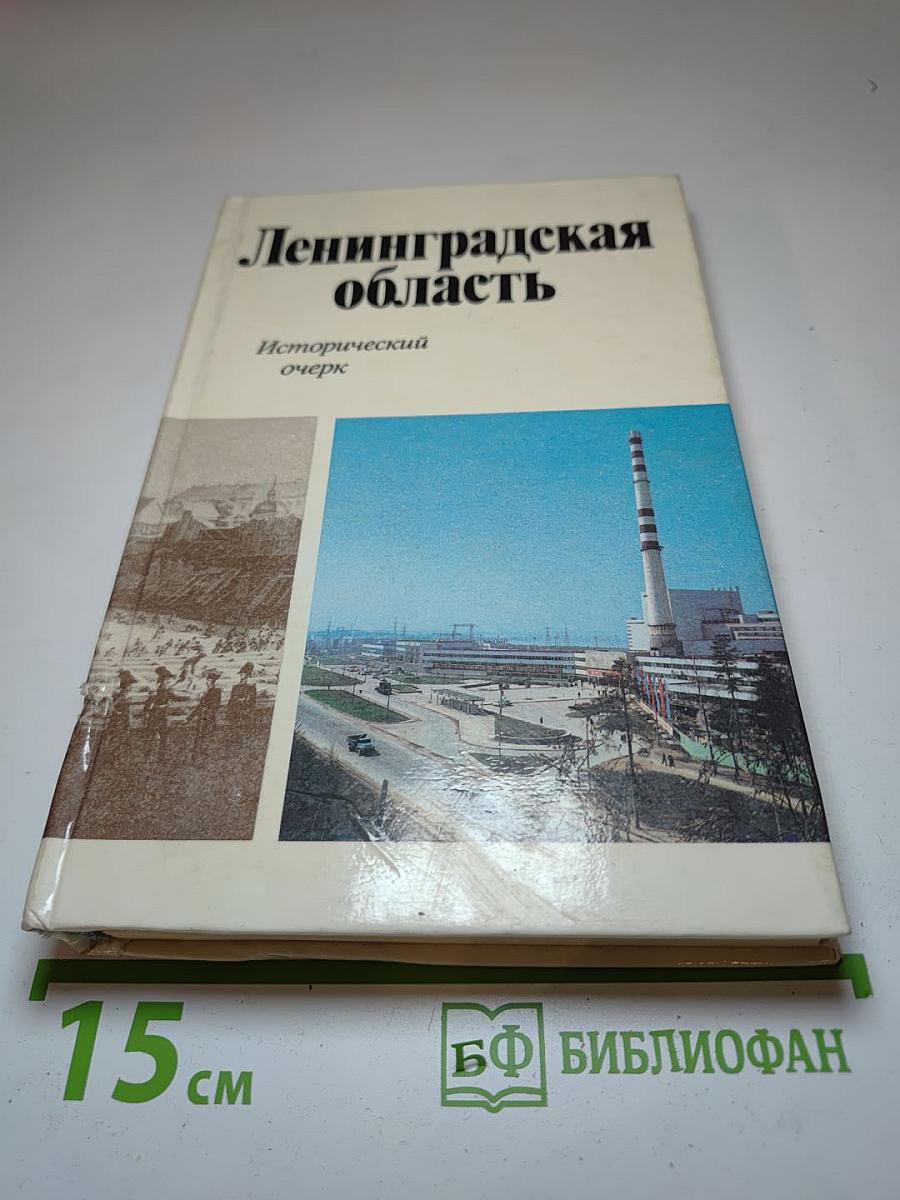 Ленинградская
область
Исторический
очерк
15 см
БФ БИБЛИОФАН